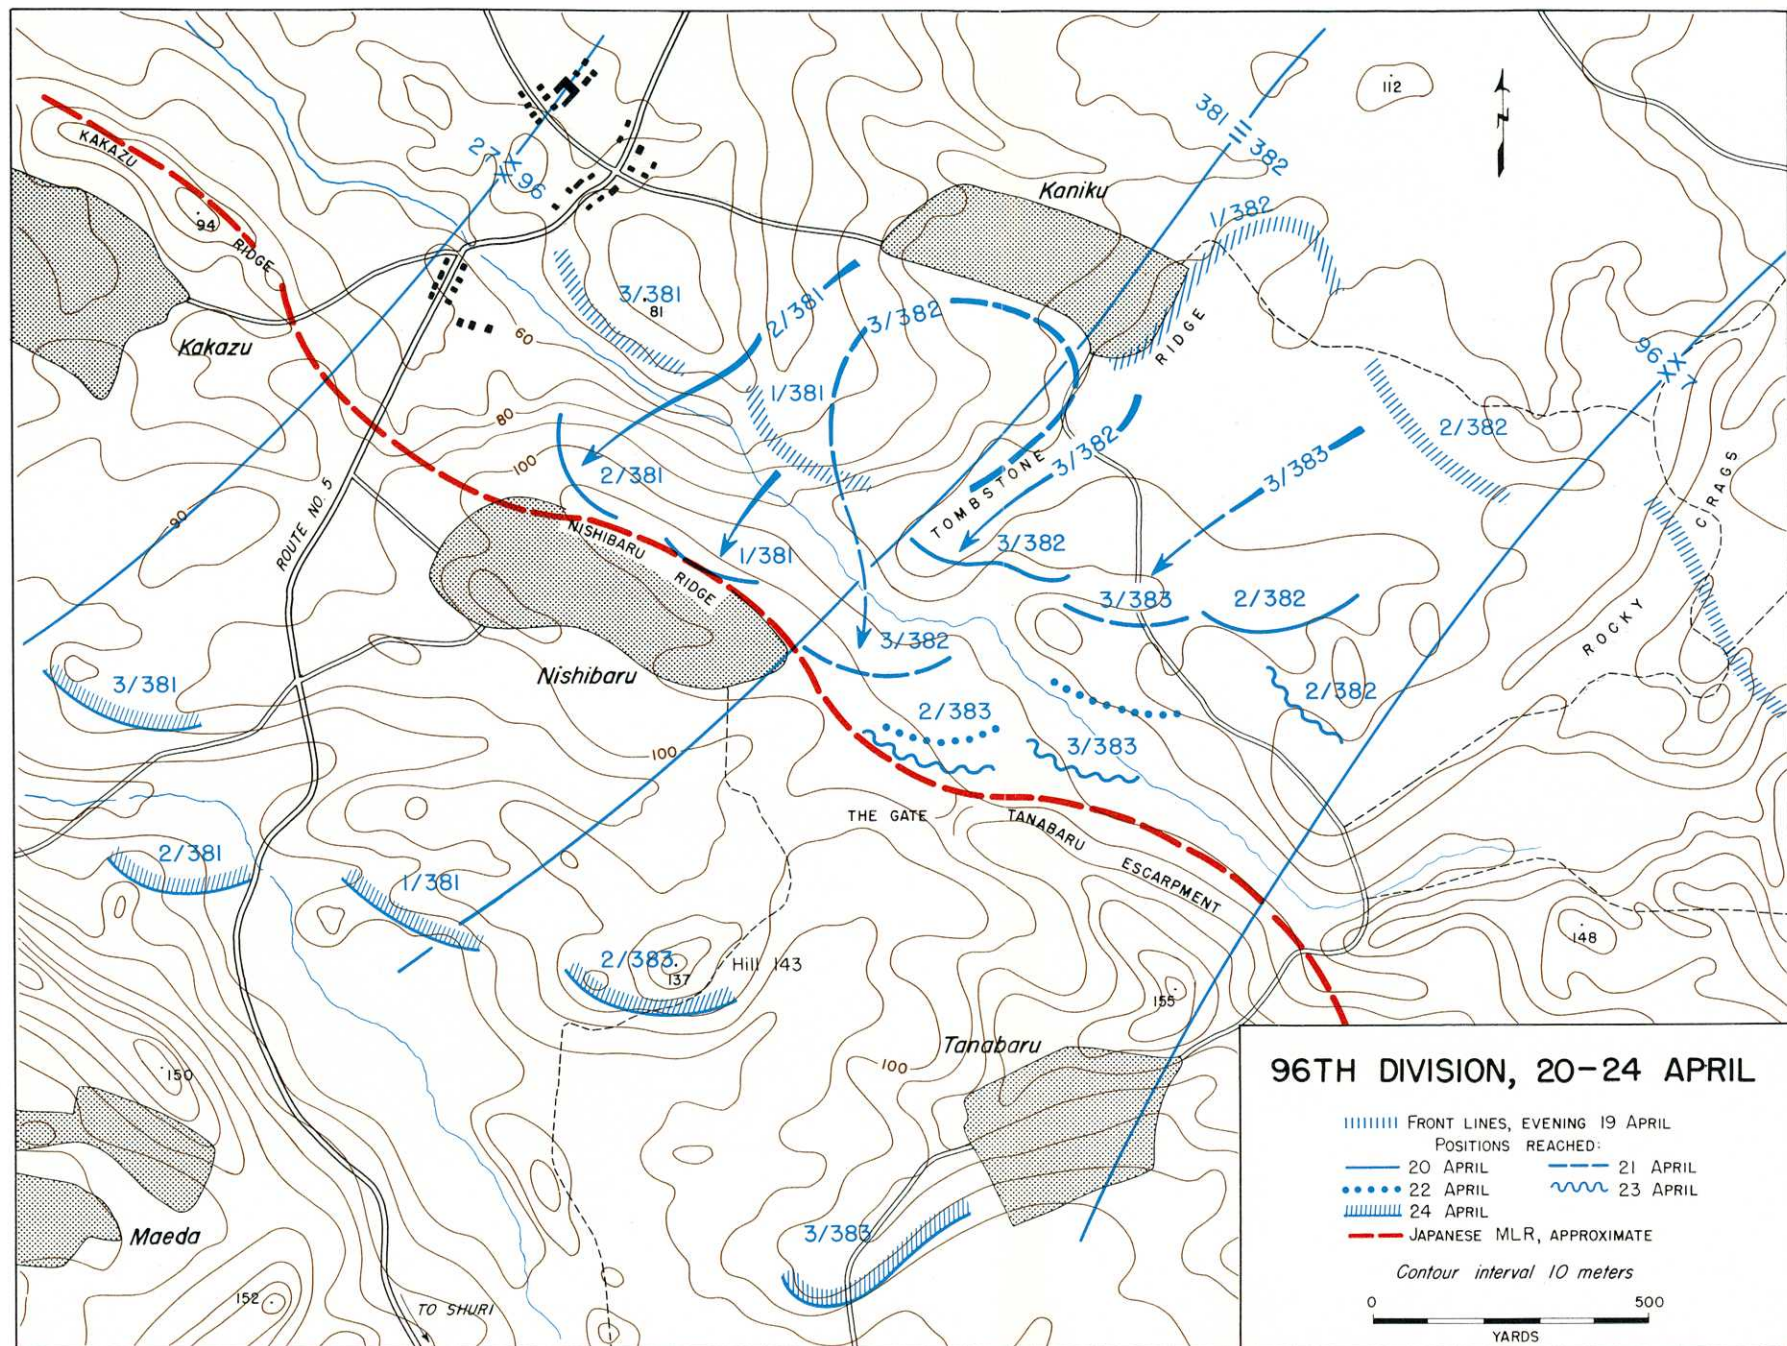 112
381
382
27 XX 96
KAKAZU
RIDGE
94
Kaniku
1/382
3/381
81
2/381
3/382
RIDGE
60
Kakazu
96 XX 7
1/381
80
2/382
100
2/381
3/382
3/383
TOMBSTONE
CRAGS
90
ROUTE NO. 5
NISHIBARU
RIDGE
1/381
3/382
3/383
2/382
ROCKY
3/382
Nishibaru
3/381
2/382
2/383
3/383
100
THE GATE
TANABARU
ESCARPMENT
2/381
1/381
2/383
137
Hill 143
148
155
Tanabaru
100
150
Maeda
3/383
152
TO SHURI
96TH DIVISION, 20-24 APRIL
FRONT LINES, EVENING 19 APRIL
POSITIONS REACHED:
20 APRIL
21 APRIL
22 APRIL
23 APRIL
24 APRIL
JAPANESE MLR, APPROXIMATE
Contour interval 10 meters
0
500
YARDS
N